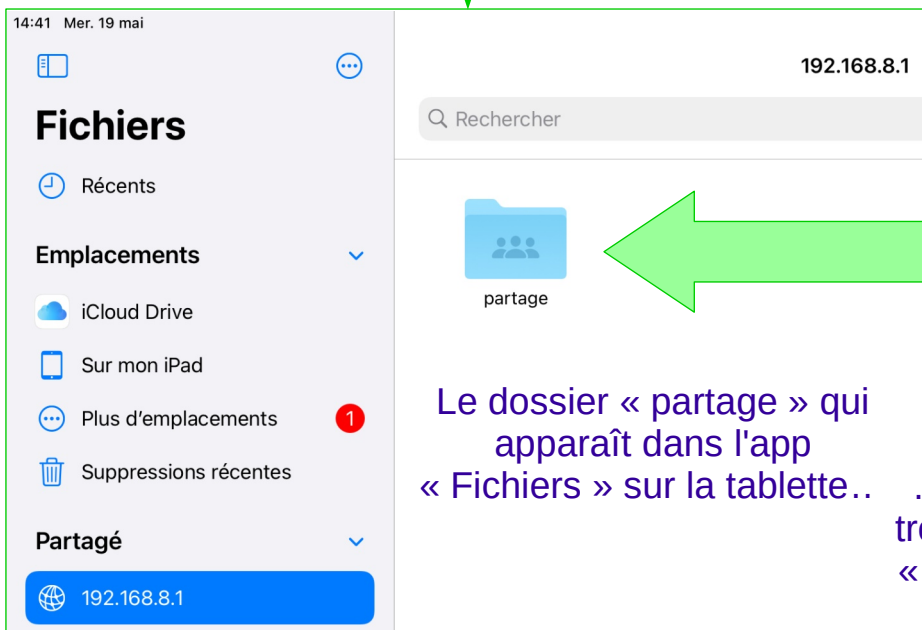 14:41 Mer. 19 mai
192.168.8.1
Fichiers
Rechercher
Récents
Emplacements
iCloud Drive
Sur mon iPad
Plus d’emplacements
1
Suppressions récentes
Partagé
192.168.8.1
partage
Le dossier « partage » qui
apparaît dans l'app
« Fichiers » sur la tablette..